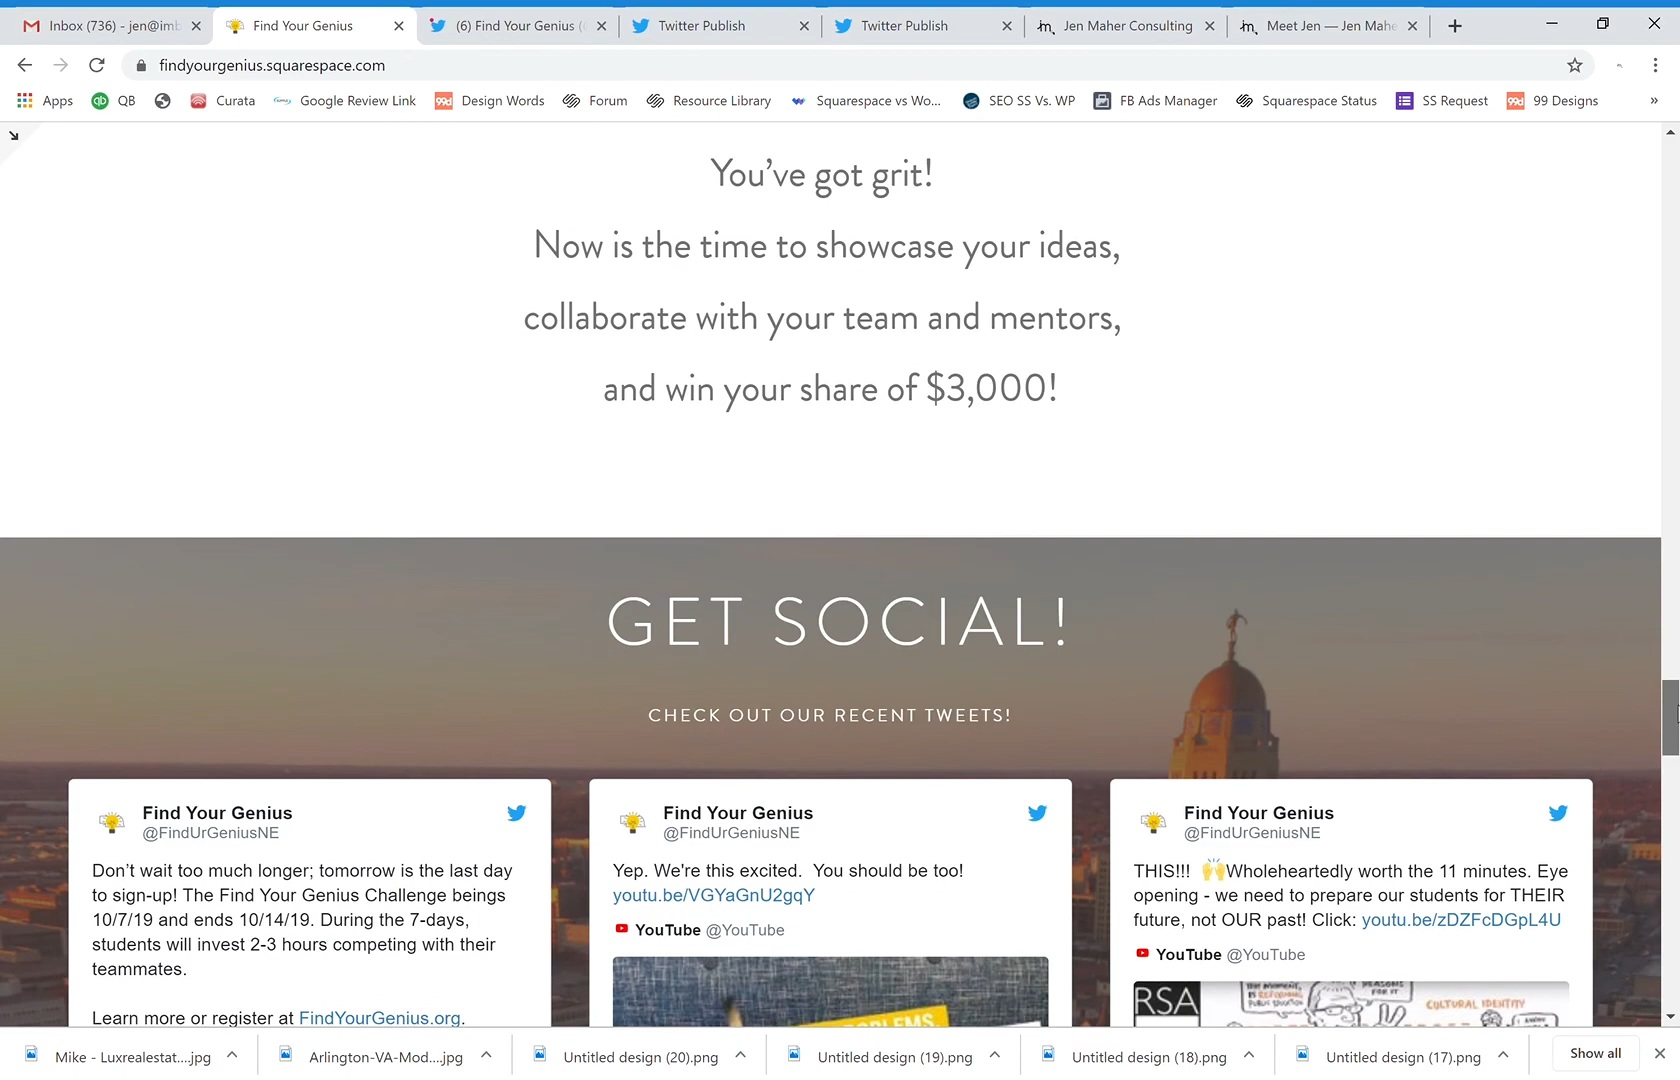 Inbox (736) - jen@imb
Find Your Genius
(6) Find Your Genius (
Twitter Publish
Twitter Publish
Jen Maher Consulting
Meet Jen — Jen Mahe
findyourgenius.squarespace.com
Apps
QB
Curata
Google Review Link
99d
Design Words
Forum
Resource Library
Squarespace vs Wo...
SEO SS Vs. WP
FB Ads Manager
Squarespace Status
SS Request
99d
99 Designs
You’ve got grit!
Now is the time to showcase your ideas,
collaborate with your team and mentors,
and win your share of $3,000!
GET SOCIAL!
CHECK OUT OUR RECENT TWEETS!
Find Your Genius
@FindUrGeniusNE
Don’t wait too much longer; tomorrow is the last day
to sign-up! The Find Your Genius Challenge beings
10/7/19 and ends 10/14/19. During the 7-days,
students will invest 2-3 hours competing with their
teammates.
Learn more or register at FindYourGenius.org.
Find Your Genius
@FindUrGeniusNE
Yep. We're this excited. You should be too!
youtu.be/VGYaGnU2gqY
YouTube @YouTube
Find Your Genius
@FindUrGeniusNE
THIS!!! 🙌Wholeheartedly worth the 11 minutes. Eye
opening - we need to prepare our students for THEIR
future, not OUR past! Click: youtu.be/zDZFcDGpL4U
YouTube @YouTube
RSA
CULTURAL IDENTITY
Mike - Luxrealestat....jpg
Arlington-VA-Mod....jpg
Untitled design (20).png
Untitled design (19).png
Untitled design (18).png
Untitled design (17).png
Show all